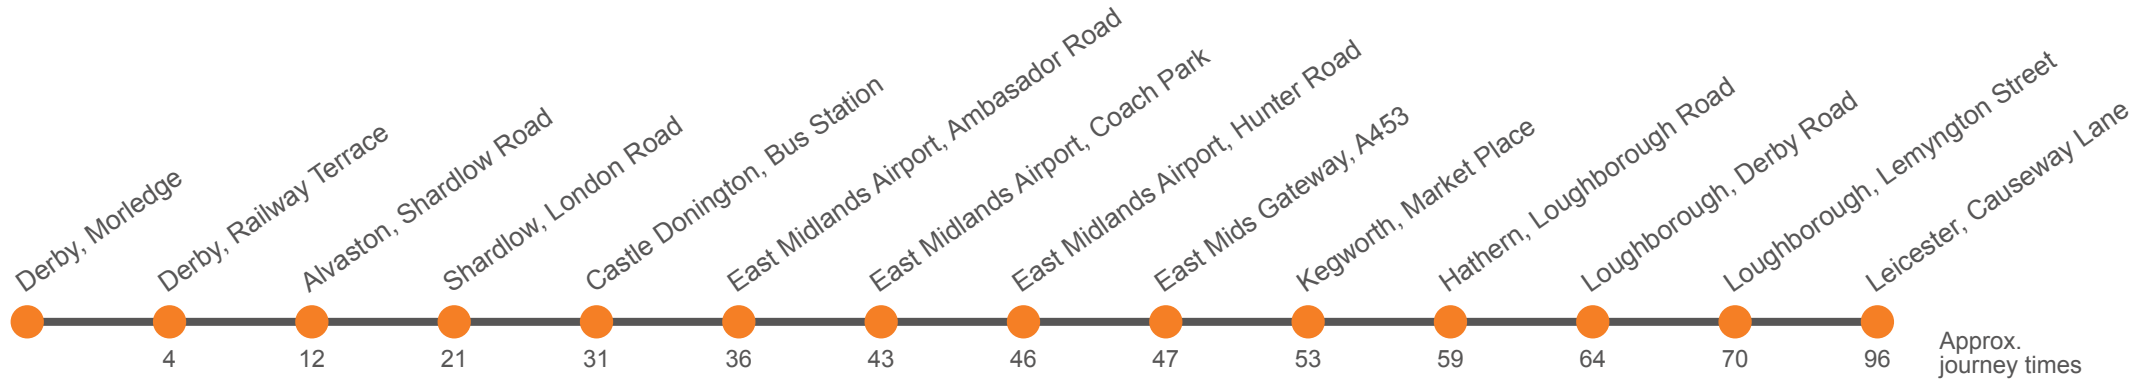 Derby, Morledge
Derby, Railway Terrace
Alvaston, Shardlow Road
Shardlow, London Road
Castle Donington, Bus Station
East Midlands Airport, Ambasador Road
East Midlands Airport, Coach Park
East Midlands Airport, Hunter Road
East Mids Gateway, A453
Kegworth, Market Place
Hathern, Loughborough Road
Loughborough, Derby Road
Loughborough, Lemyngton Street
Leicester, Causeway Lane
4 12 21 31 36 43 46 47 53 59 64 70 96
Approx.
journey times